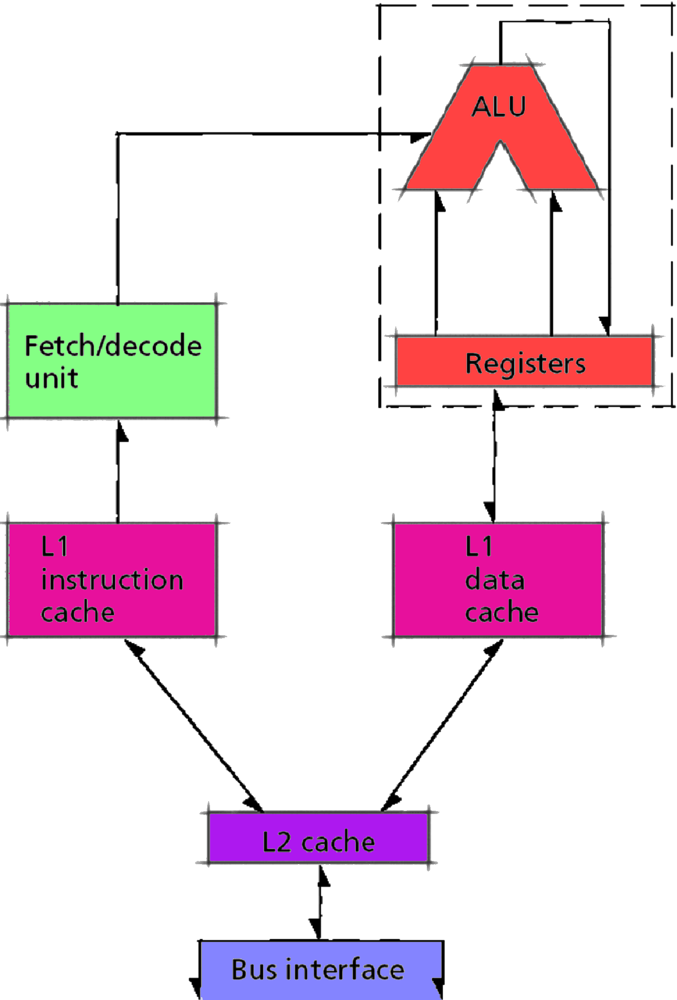 ALU
Fetch/decode
unit
Registers
L1
instruction
cache
L1
data
cache
L2 cache
Bus interface